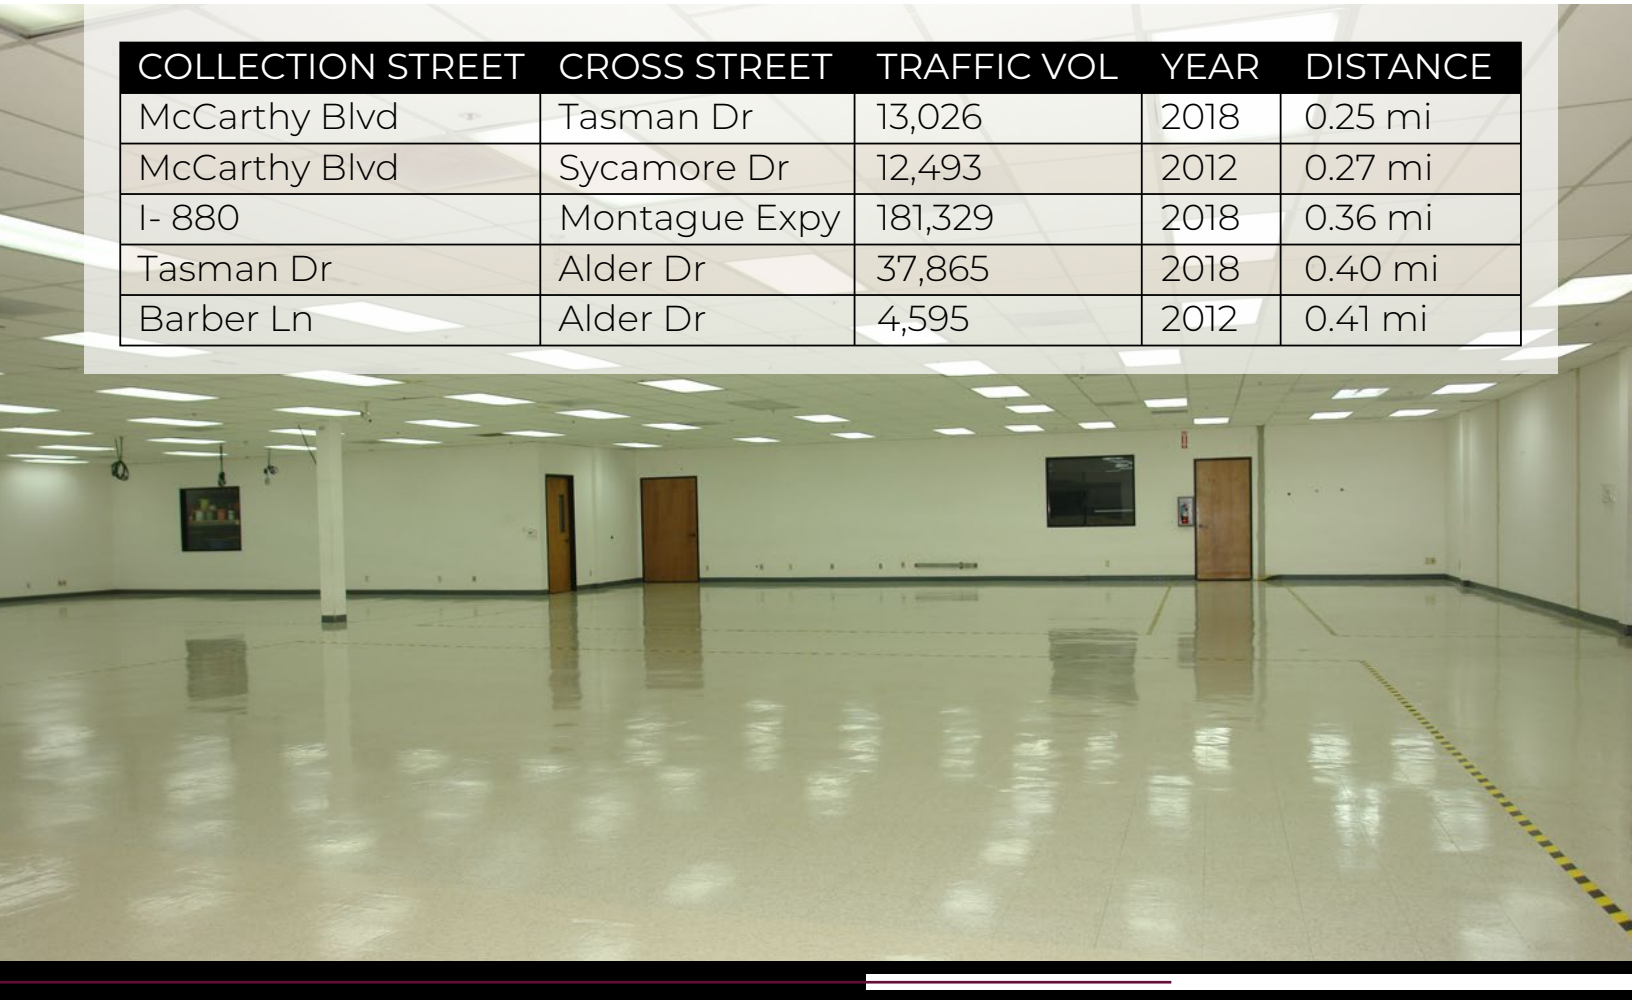 COLLECTION STREET CROSS STREET TRAFFIC VOL YEAR DISTANCE
McCarthy Blvd Tasman Dr 13,026 2018 0.25 mi
McCarthy Blvd Sycamore Dr 12,493 2012 0.27 mi
I- 880 Montague Expy 181,329 2018 0.36 mi
Tasman Dr Alder Dr 37,865 2018 0.40 mi
Barber Ln Alder Dr 4,595 2012 0.41 mi